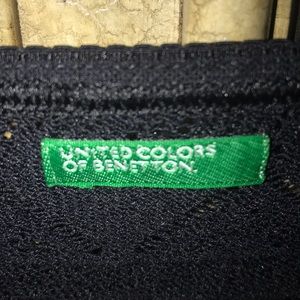 UNITED COLORS
OF BENETTON.